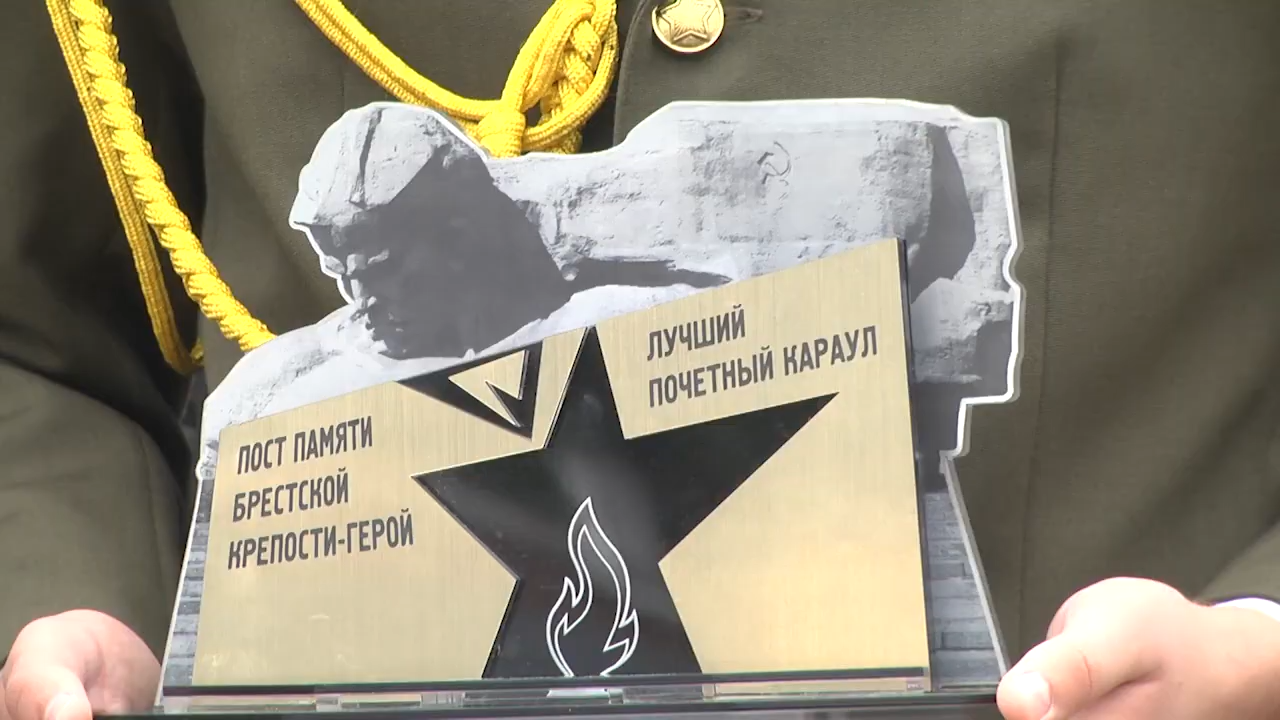 ПОСТ ПАМЯТИ
БРЕСТСКОЙ
КРЕПОСТИ-ГЕРОЙ
ЛУЧШИЙ
ПОЧЕТНЫЙ КАРАУЛ